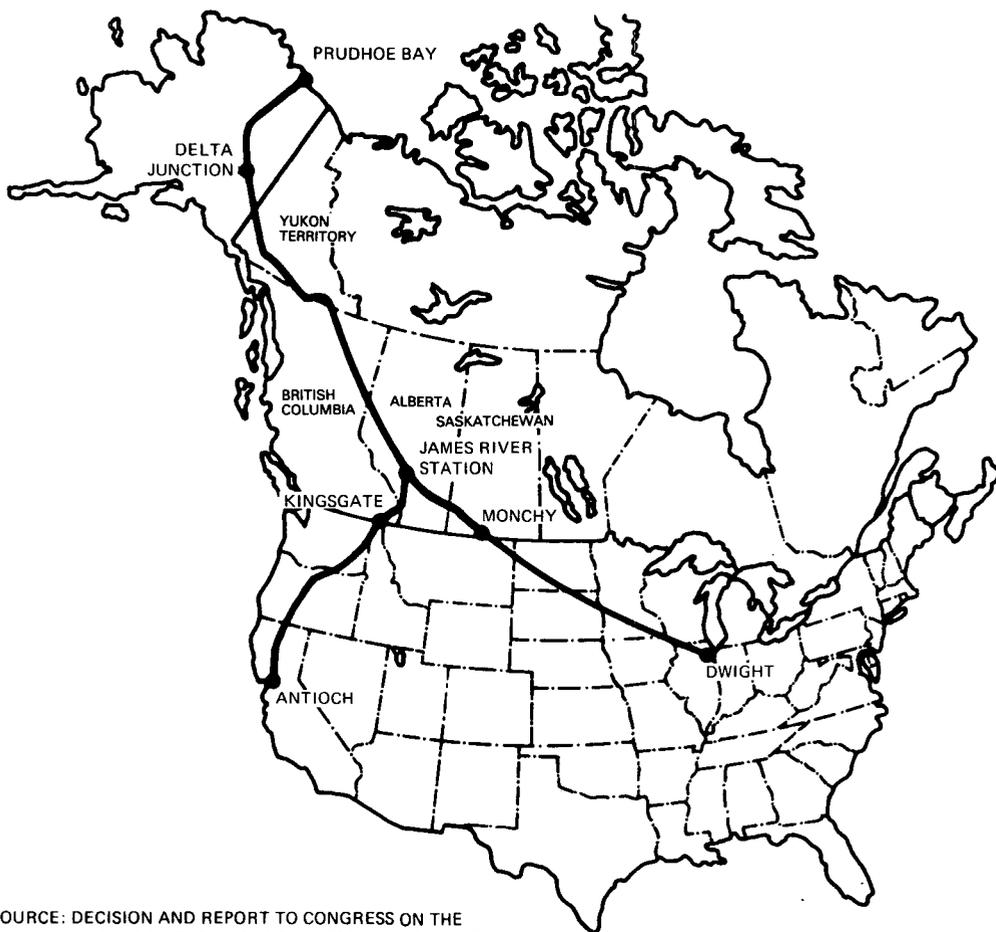 PRUDHOE BAY
DELTA
JUNCTION
YUKON
TERRITORY
BRITISH
COLUMBIA
ALBERTA
SASKATCHEWAN
JAMES RIVER
STATION
KINGSGATE
MONCHY
DWIGHT
ANTIOCH
OURCE: DECISION AND REPORT TO CONGRESS ON THE